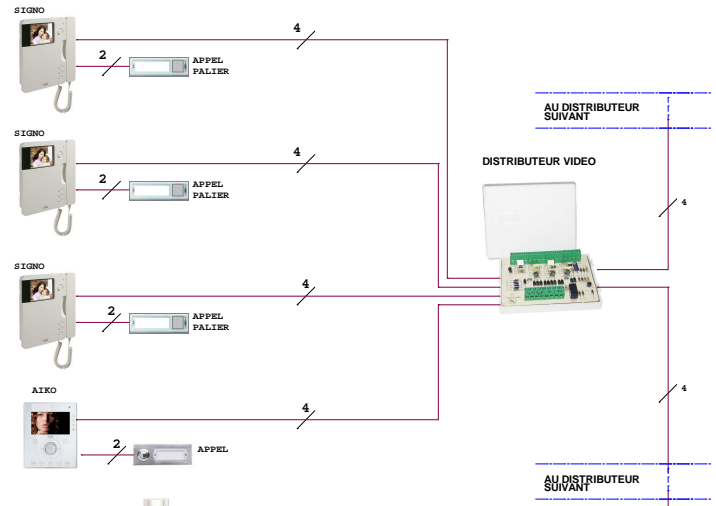 SIGNO
4
2
APPEL
PALIER
AU DISTRIBUTEUR
SUIVANT
SIGNO
4
DISTRIBUTEUR VIDEO
2
APPEL
PALIER
4
SIGNO
4
2
APPEL
PALIER
AIKO
4
4
2
APPEL
AU DISTRIBUTEUR
SUIVANT